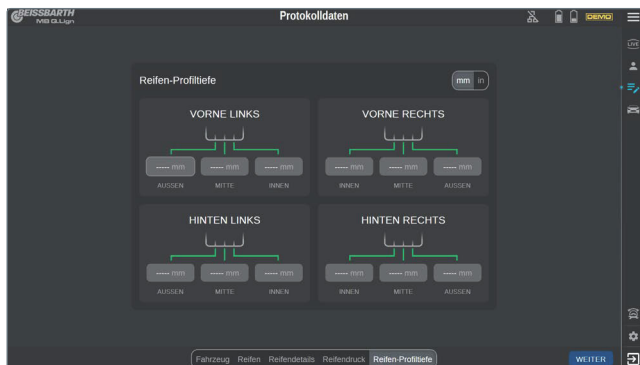 BEISSBARTH
MB Q.Lign
Protokolldaten
DEMO
LIVE
Reifen-Profiltiefe
mm in
VORNE LINKS
VORNE RECHTS
----- mm ----- mm ----- mm
----- mm ----- mm ----- mm
AUSSEN MITTE INNEN
INNEN MITTE AUSSEN
HINTEN LINKS
HINTEN RECHTS
----- mm ----- mm ----- mm
----- mm ----- mm ----- mm
AUSSEN MITTE INNEN
INNEN MITTE AUSSEN
Fahrzeug Reifen Reifendetails Reifendruck Reifen-Profiltiefe
WEITER